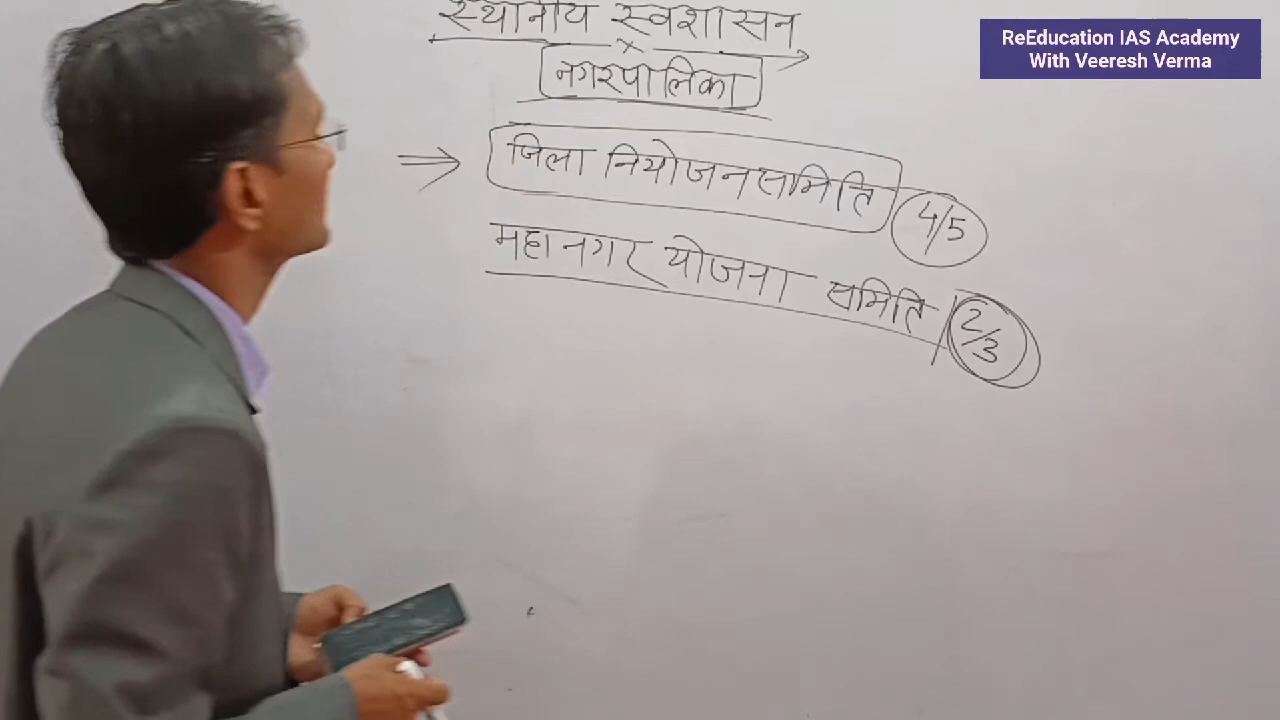 स्थानीय स्वशासन
ReEducation IAS Academy
With Veeresh Verma
नगरपालिका
जिला नियोजन समिति 4/5
महानगर योजना समिति 2/3